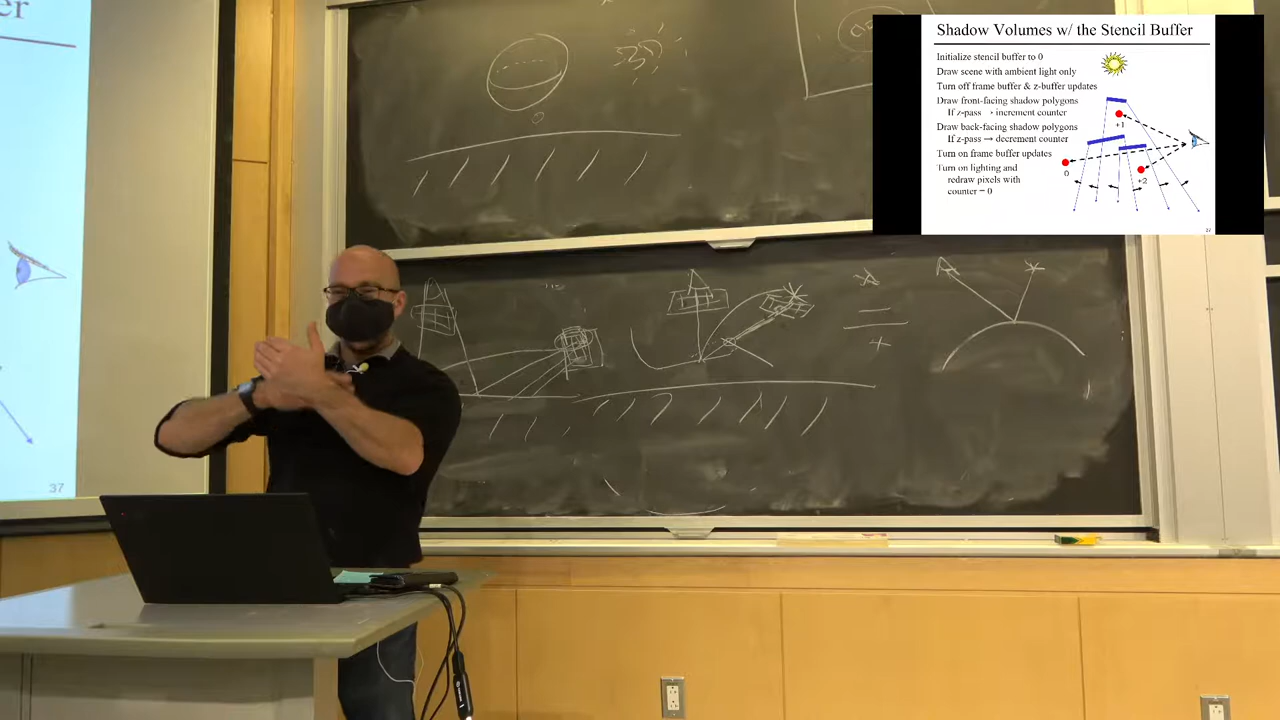 er
37
Shadow Volumes w/ the Stencil Buffer
Initialize stencil buffer to 0
Draw scene with ambient light only
Turn off frame buffer & z-buffer updates
Draw front-facing shadow polygons
If z-pass → increment counter
Draw back-facing shadow polygons
If z-pass → decrement counter
Turn on frame buffer updates
Turn on lighting and
redraw pixels with
counter = 0
+1
0
+2
37